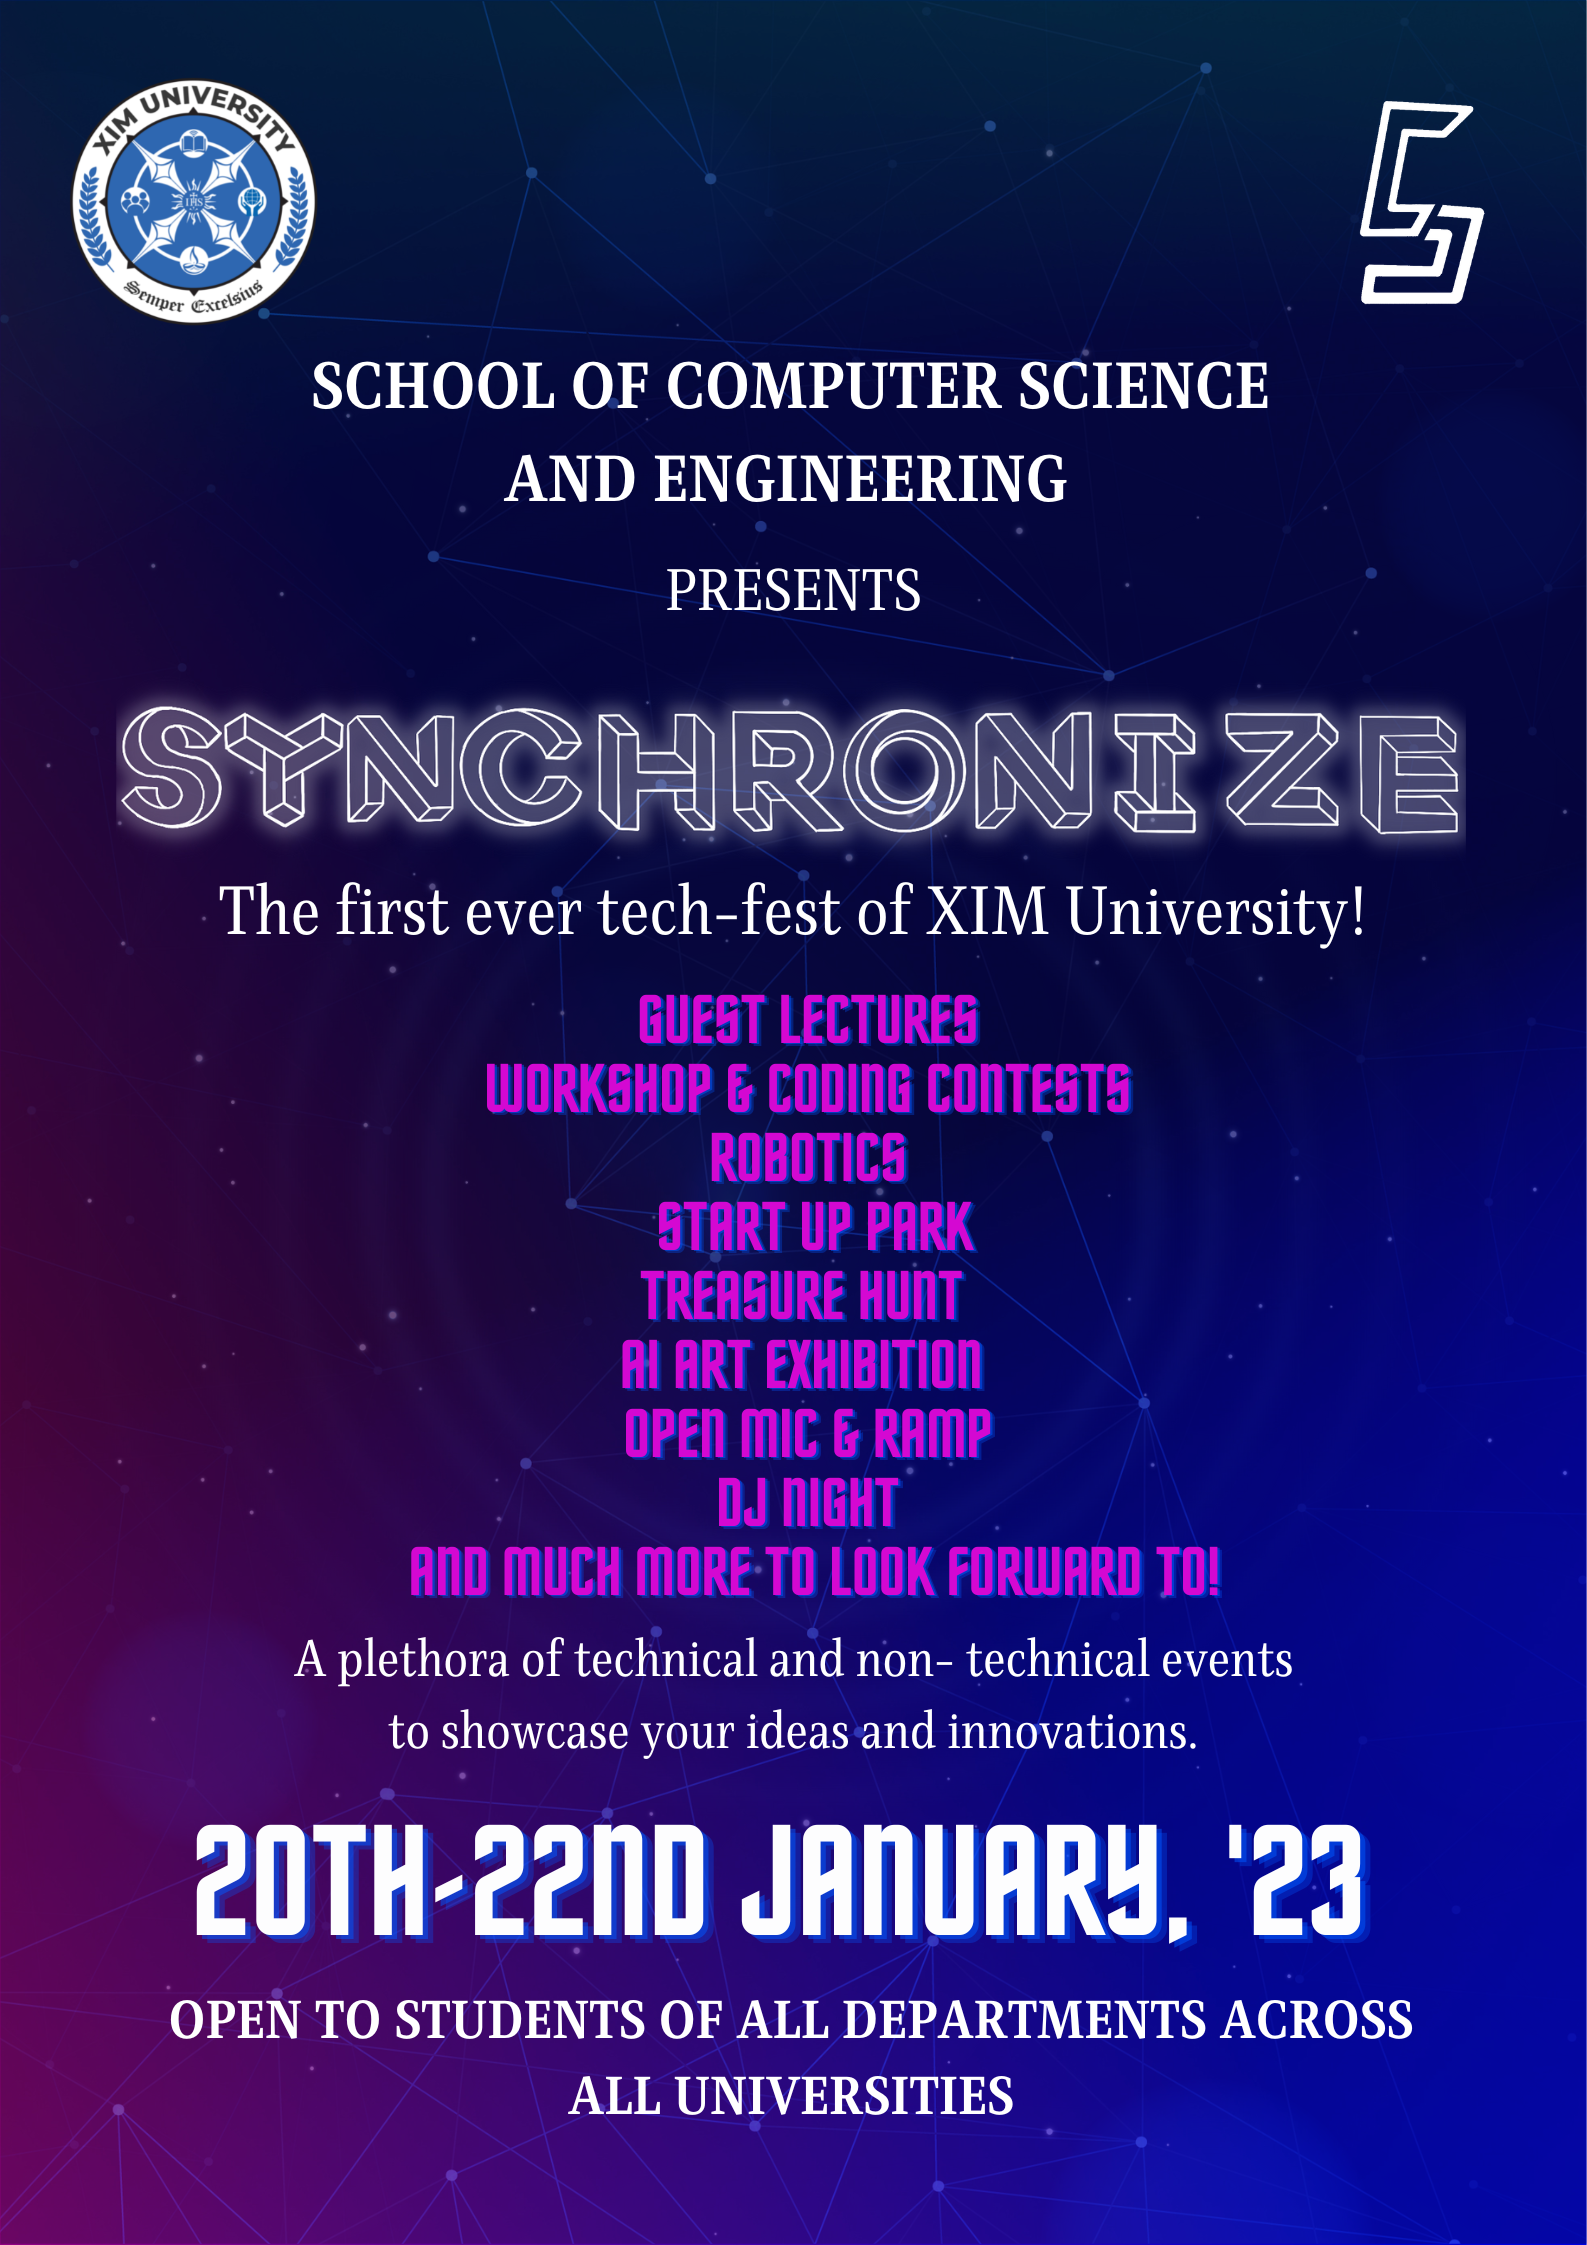 XIM UNIVERSITY
IHS
Semper Excelsius
SCHOOL OF COMPUTER SCIENCE
AND ENGINEERING
PRESENTS
SYNCHRONIZE
The first ever tech-fest of XIM University!
GUEST LECTURES
WORKSHOP & CODING CONTESTS
ROBOTICS
START UP PARK
TREASURE HUNT
AI ART EXHIBITION
OPEN MIC & RAMP
DJ NIGHT
AND MUCH MORE TO LOOK FORWARD TO!
A plethora of technical and non- technical events
to showcase your ideas and innovations.
20TH-22ND JANUARY, '23
OPEN TO STUDENTS OF ALL DEPARTMENTS ACROSS
ALL UNIVERSITIES